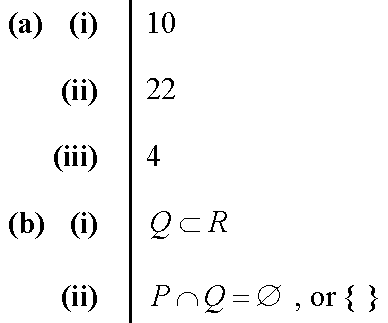 (a) (i) 10
(ii) 22
(iii) 4
(b) (i) Q ⊂ R
(ii) P ∩ Q = ∅ , or { }